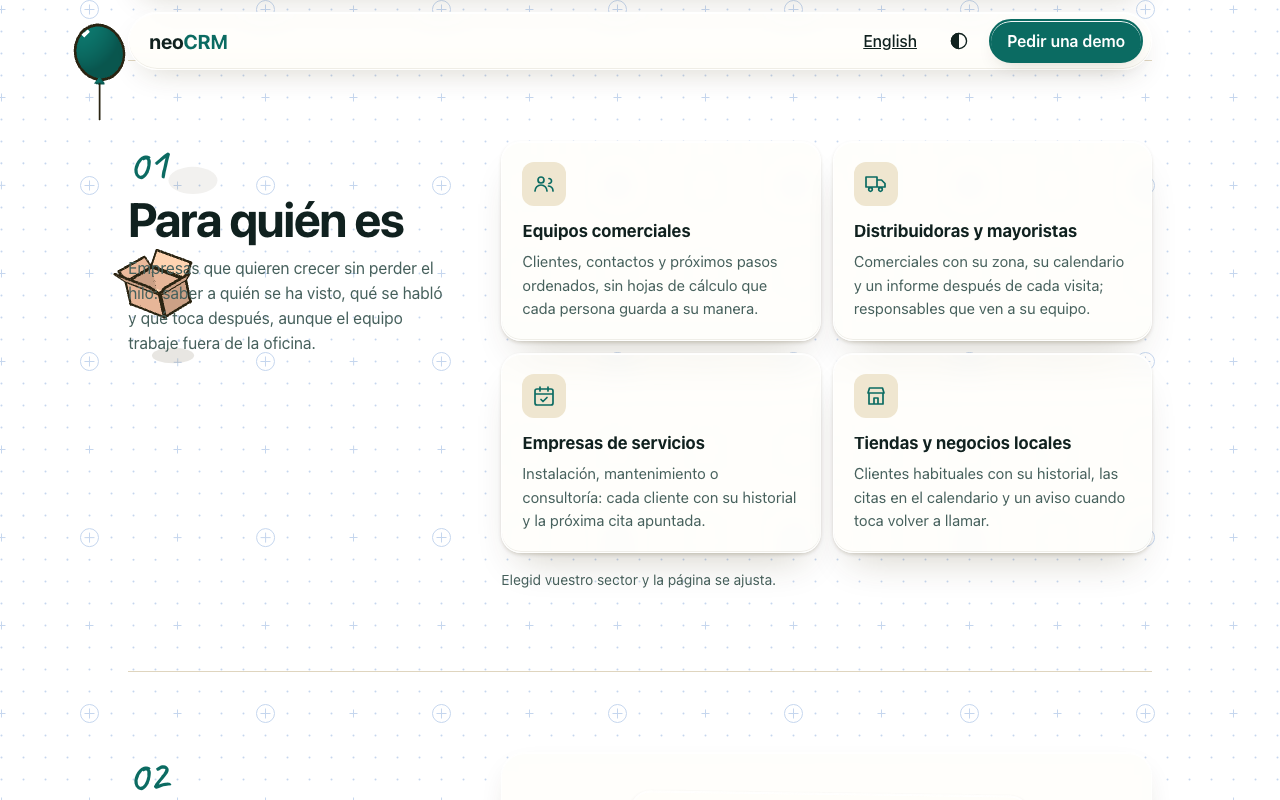 neoCRM
English
Pedir una demo
01
Para quién es
Empresas que quieren crecer sin perder el
hilo: saber a quién se ha visto, qué se habló
y qué toca después, aunque el equipo
trabaje fuera de la oficina.
Equipos comerciales
Clientes, contactos y próximos pasos
ordenados, sin hojas de cálculo que
cada persona guarda a su manera.
Distribuidoras y mayoristas
Comerciales con su zona, su calendario
y un informe después de cada visita;
responsables que ven a su equipo.
Empresas de servicios
Instalación, mantenimiento o
consultoría: cada cliente con su historial
y la próxima cita apuntada.
Tiendas y negocios locales
Clientes habituales con su historial, las
citas en el calendario y un aviso cuando
toca volver a llamar.
Elegid vuestro sector y la página se ajusta.
02